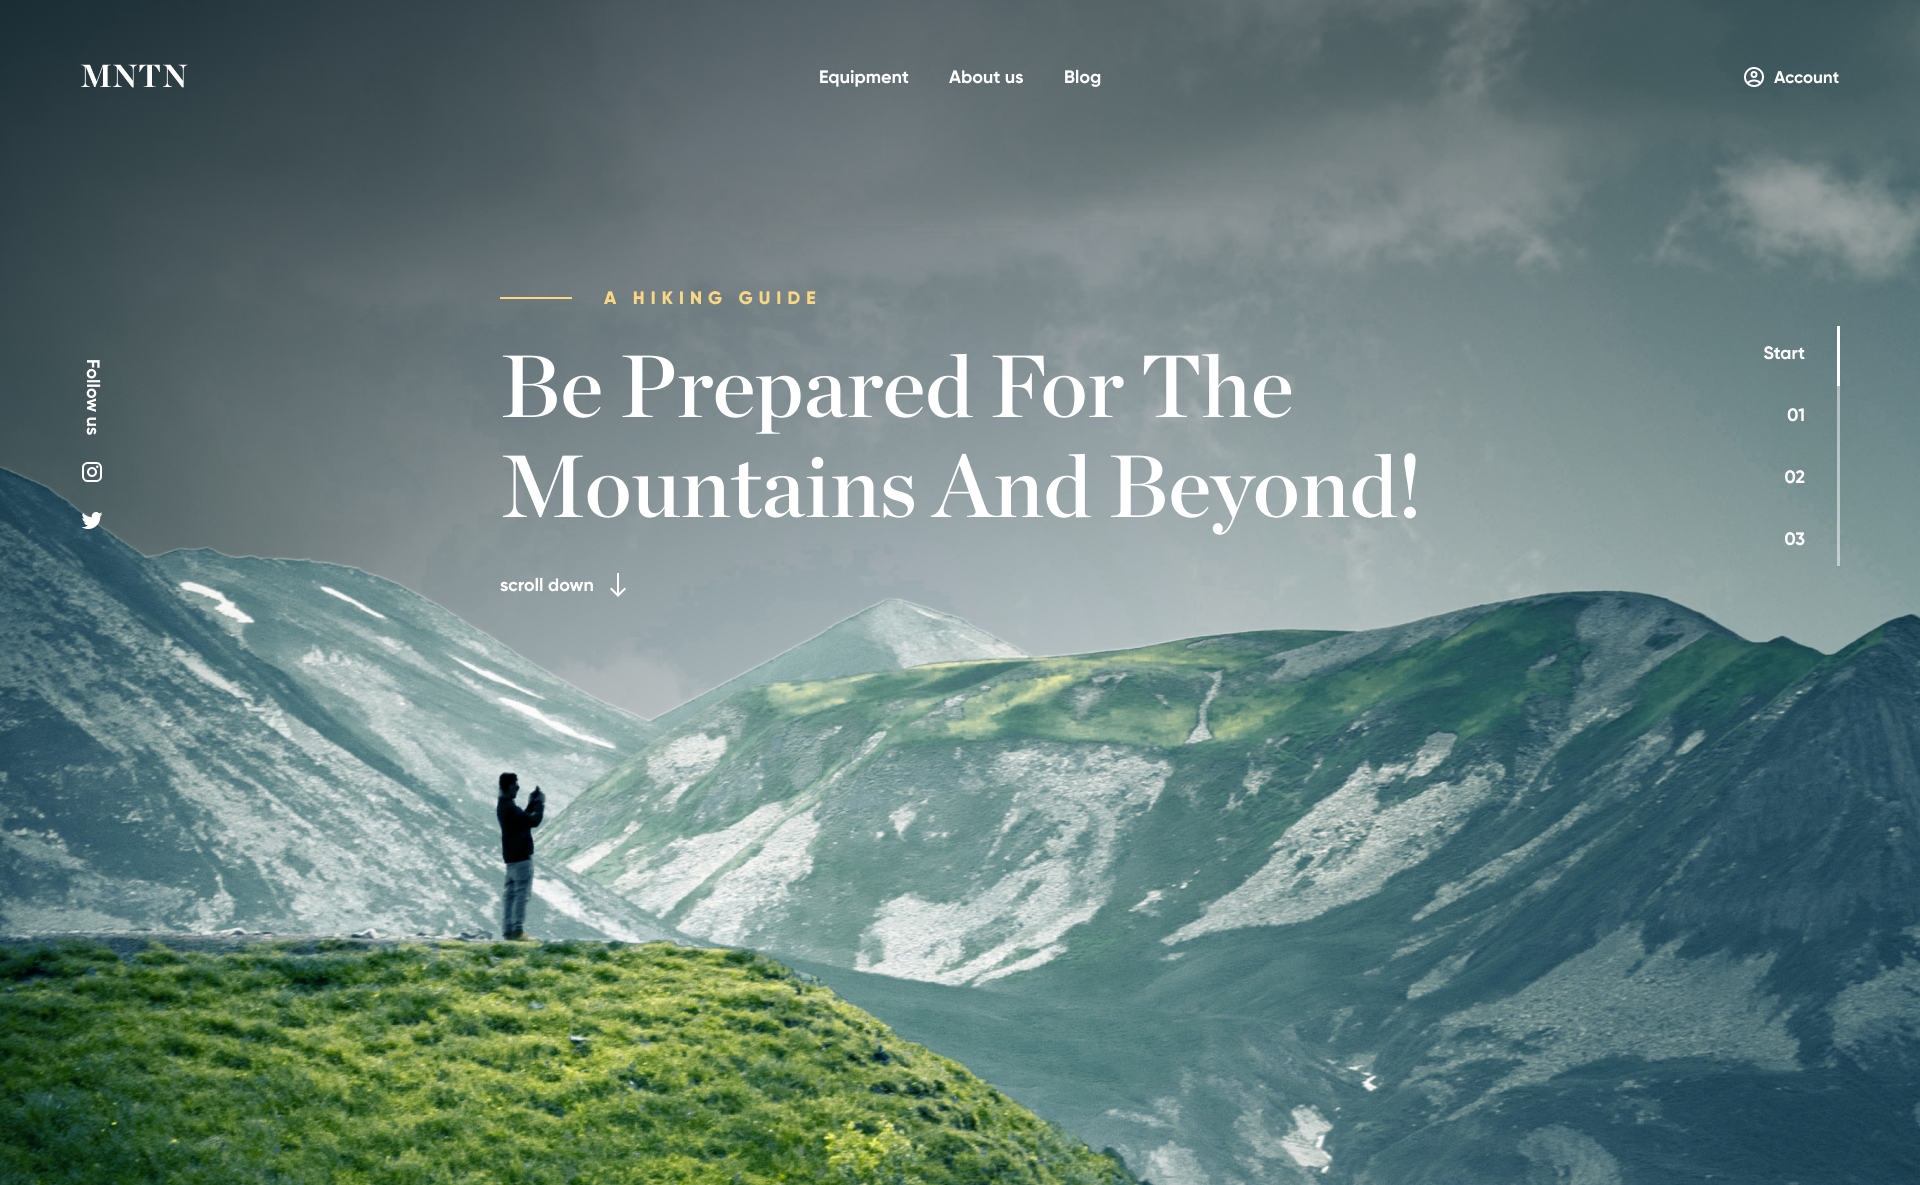 MNTN
Equipment
About us
Blog
Account
A HIKING GUIDE
Be Prepared For The
Mountains And Beyond!
scroll down
Follow us
Start
01
02
03